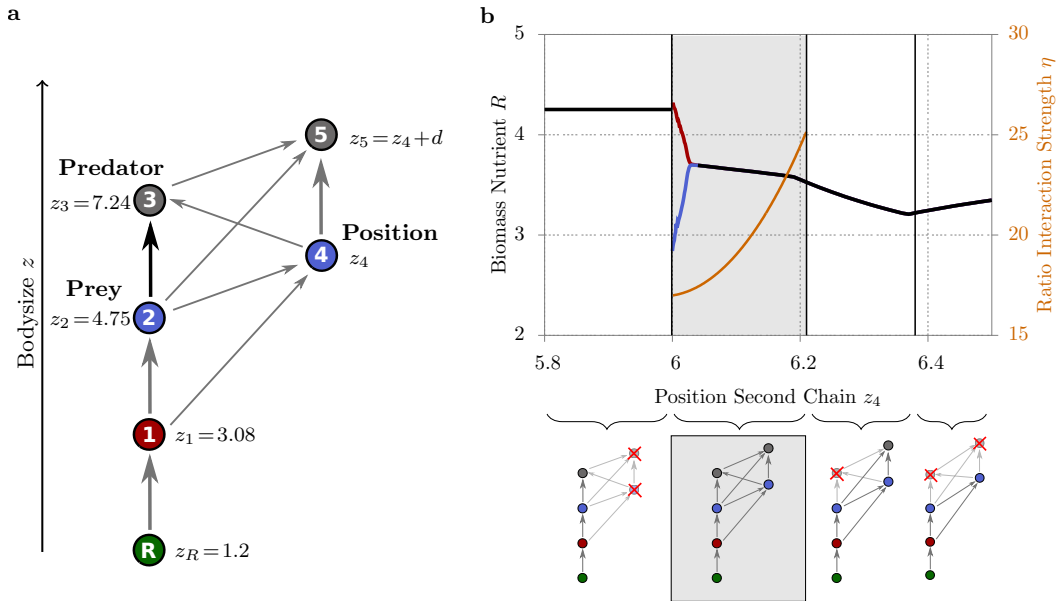 a
Bodysize z
5
z₅ = z₄ + d
Predator
3
z₃ = 7.24
Position
4
z₄
Prey
2
z₂ = 4.75
1
z₁ = 3.08
R
z_R = 1.2
b
Biomass Nutrient R
5
4
3
2
5.8
6
6.2
6.4
Position Second Chain z₄
30
25
20
15
Ratio Interaction Strength η